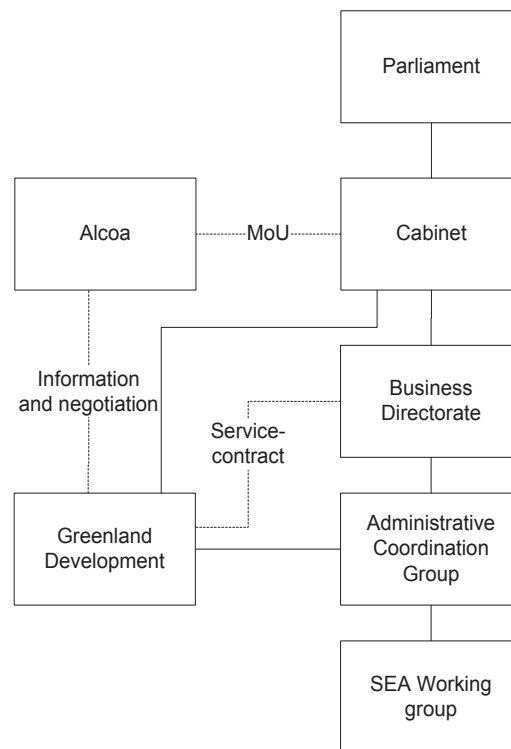 Parliament
Alcoa
MoU
Cabinet
Information
and negotiation
Business
Directorate
Service-
contract
Greenland
Development
Administrative
Coordination
Group
SEA Working
group